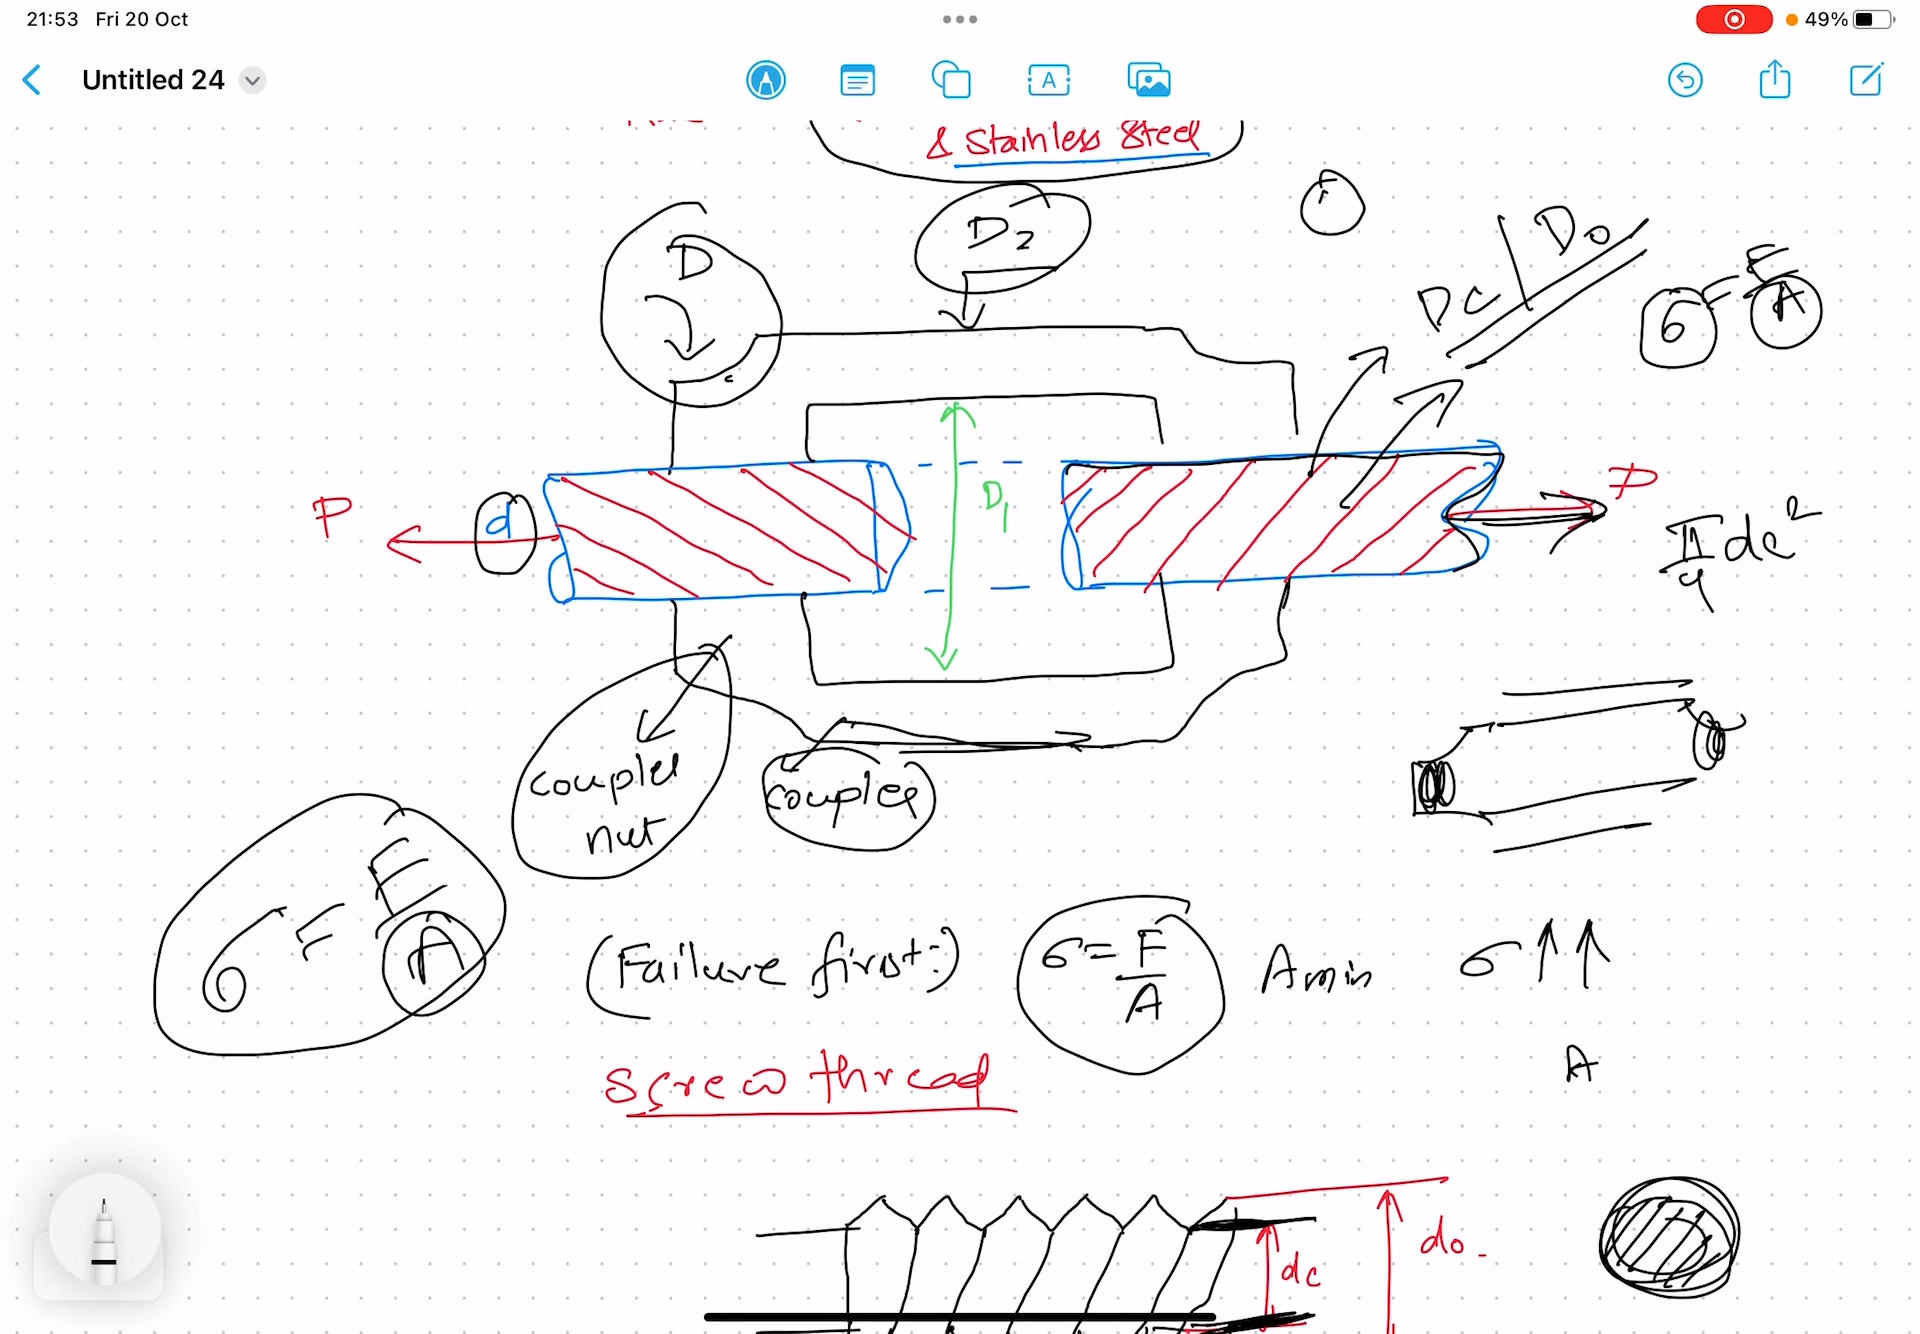 21:53 Fri 20 Oct
49%
Untitled 24
A
& Stainless Steel
D
D2
Dc / Do
σ = F/A
P
d
D1
P
π/4 dc²
coupler
nut
coupler
σ = F/A
(Failure first:)
σ = F/A
Amin
σ ↑↑
A
Screw thread
do -
dc